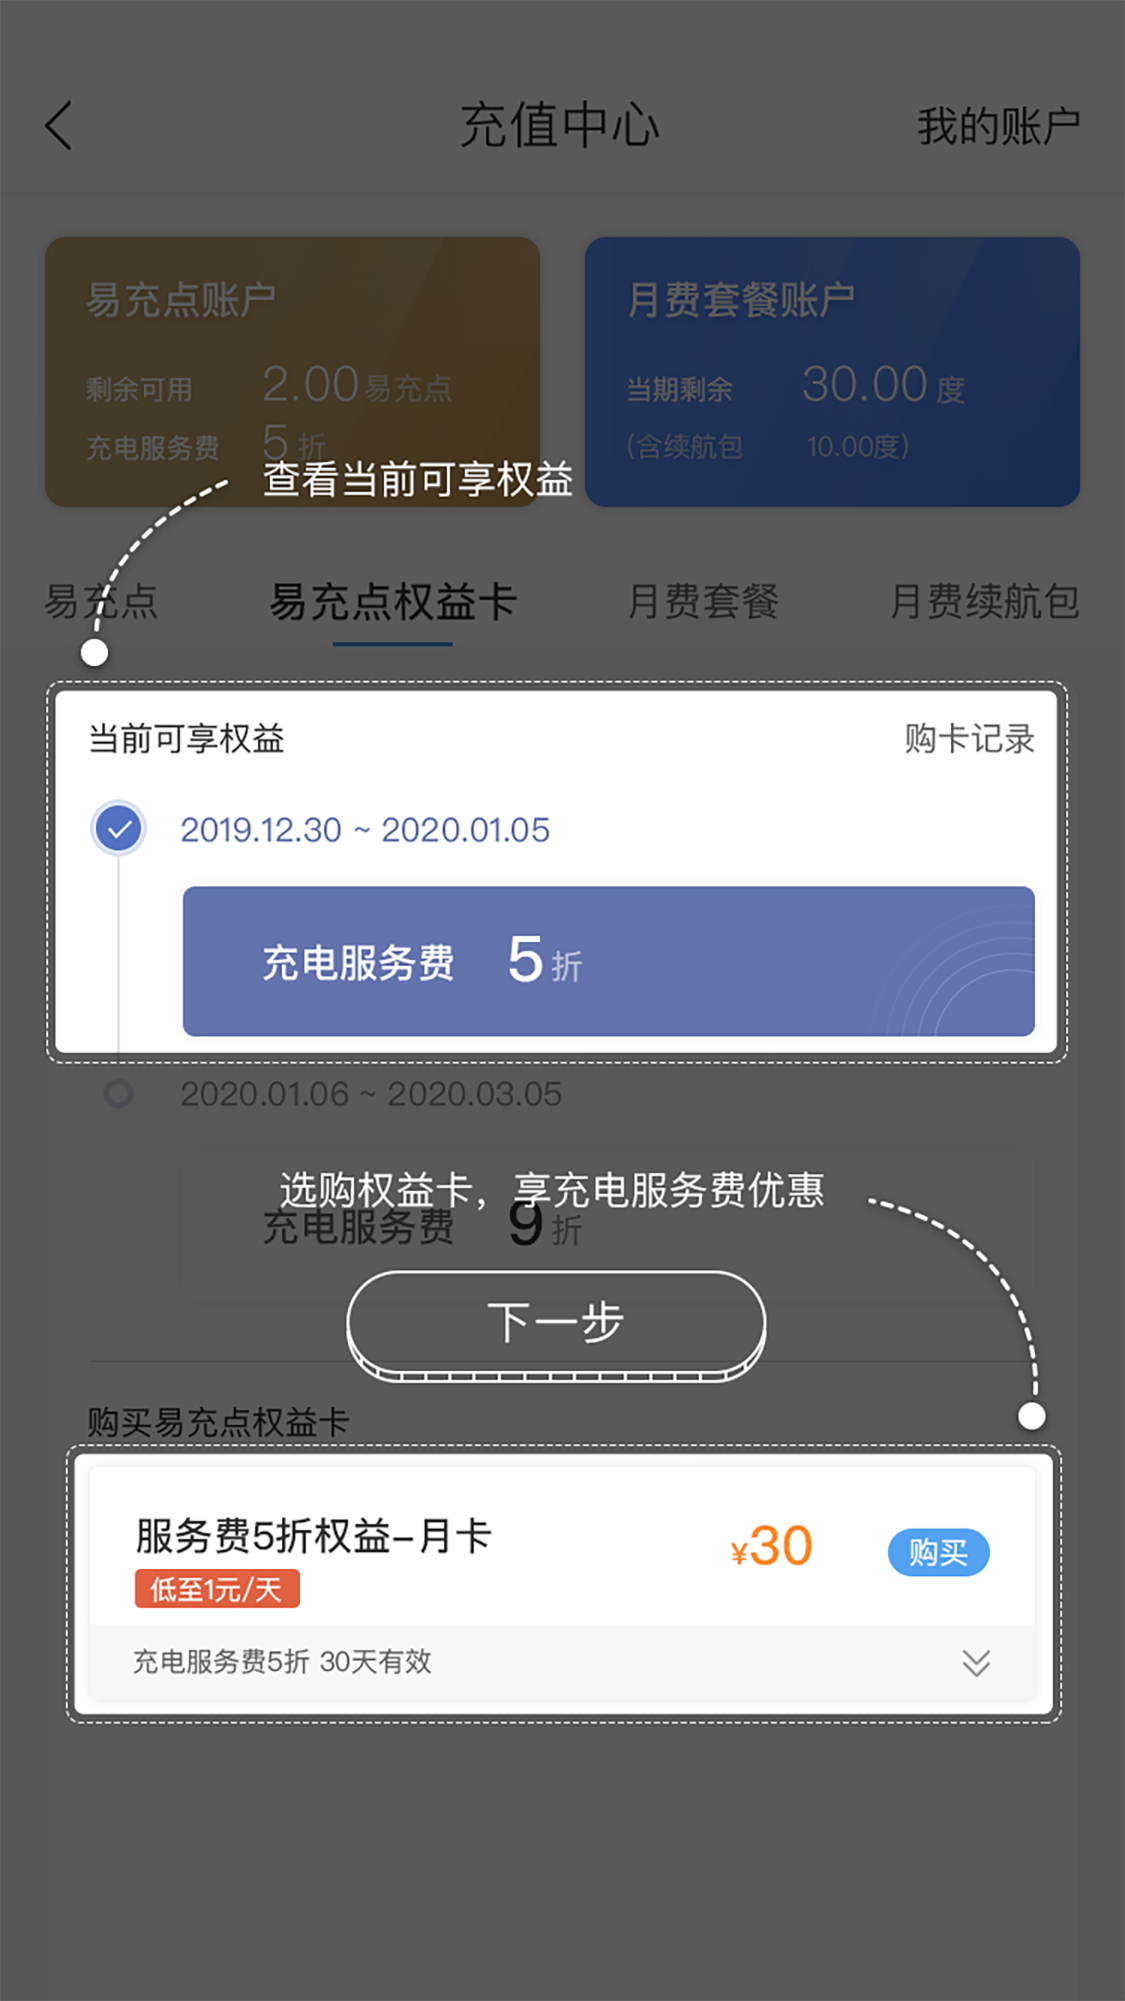 充值中心
我的账户
易充点账户
剩余可用 2.00易充点
充电服务费 5折
月费套餐账户
当期剩余 30.00度
(含续航包 10.00度)
查看当前可享权益
易充点 易充点权益卡 月费套餐 月费续航包
当前可享权益 购卡记录
2019.12.30 ~ 2020.01.05
充电服务费 5折
2020.01.06 ~ 2020.03.05
选购权益卡，享充电服务费优惠
充电服务费 9折
下一步
购买易充点权益卡
服务费5折权益-月卡
¥30
购买
低至1元/天
充电服务费5折 30天有效